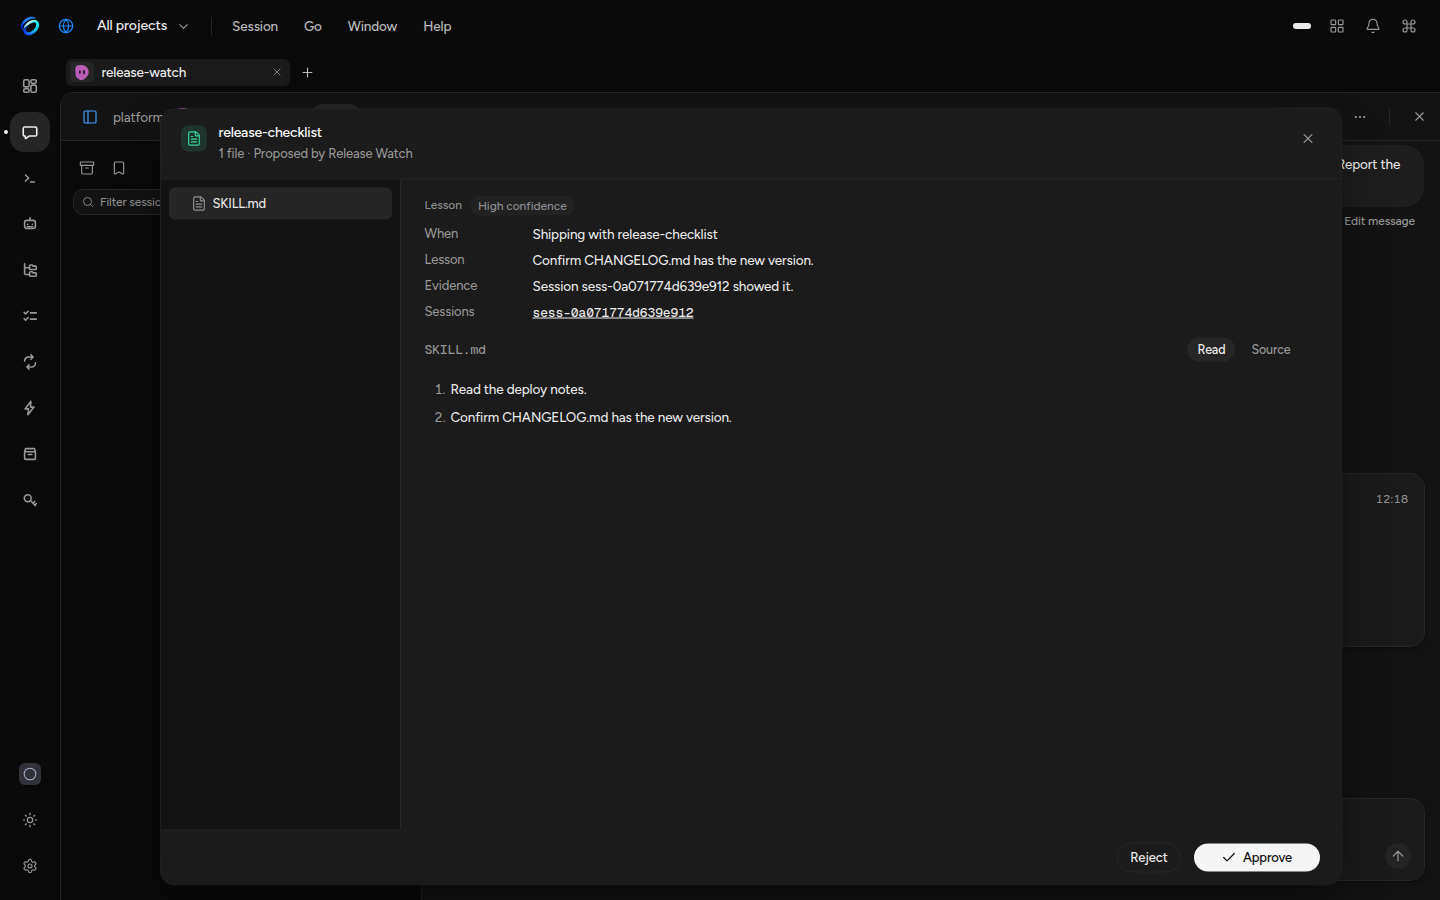 All projects
Session
Go
Window
Help
release-watch
platform
release-checklist
1 file · Proposed by Release Watch
Report the
Edit message
Filter sessic
SKILL.md
Lesson
High confidence
When
Shipping with release-checklist
Lesson
Confirm CHANGELOG.md has the new version.
Evidence
Session sess-0a071774d639e912 showed it.
Sessions
sess-0a071774d639e912
SKILL.md
Read
Source
1. Read the deploy notes.
2. Confirm CHANGELOG.md has the new version.
12:18
Reject
Approve